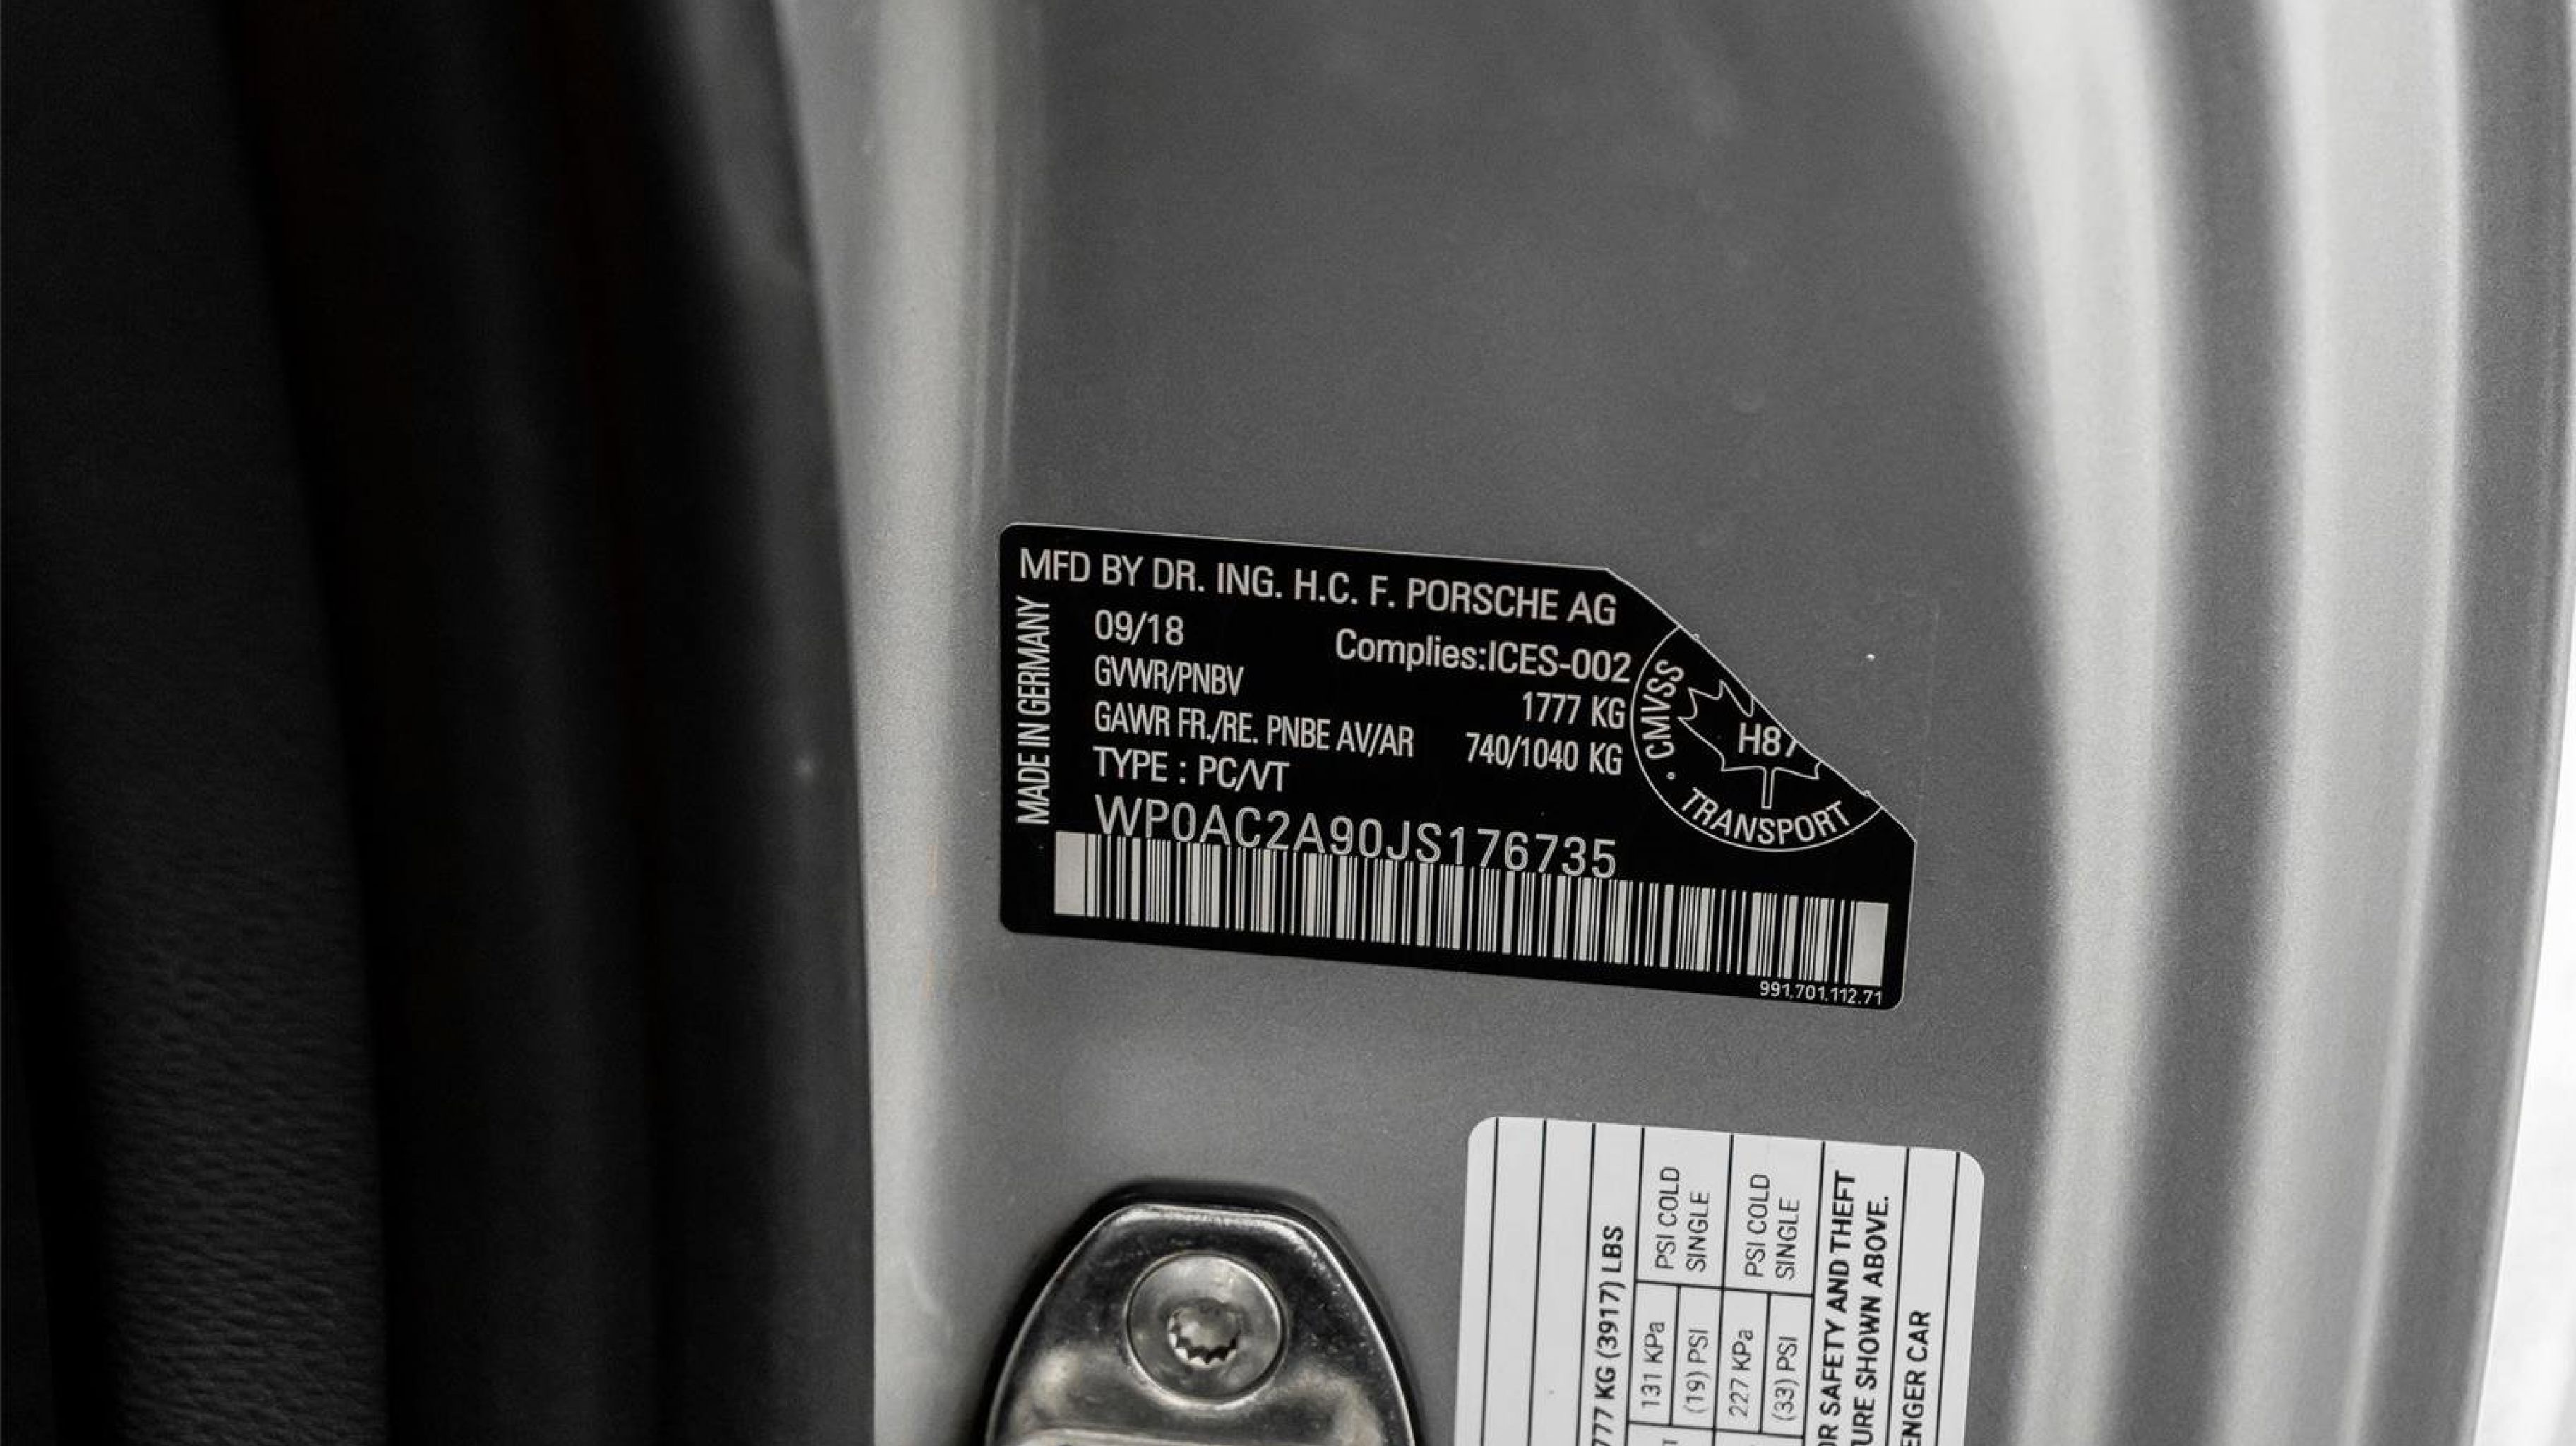 MFD BY DR. ING. H.C. F. PORSCHE AG
MADE IN GERMANY
09/18
Complies:ICES-002
GVWR/PNBV 1777 KG
GAWR FR./RE. PNBE AV/AR 740/1040 KG
TYPE : PC/VT
WP0AC2A90JS176735
CMVSS
H87
TRANSPORT
991.701.112.71
777 KG (3917) LBS
131 KPa PSI COLD
(19) PSI SINGLE
227 KPa PSI COLD
(33) PSI SINGLE
SAFETY AND THEFT
SHOWN ABOVE.
CAR